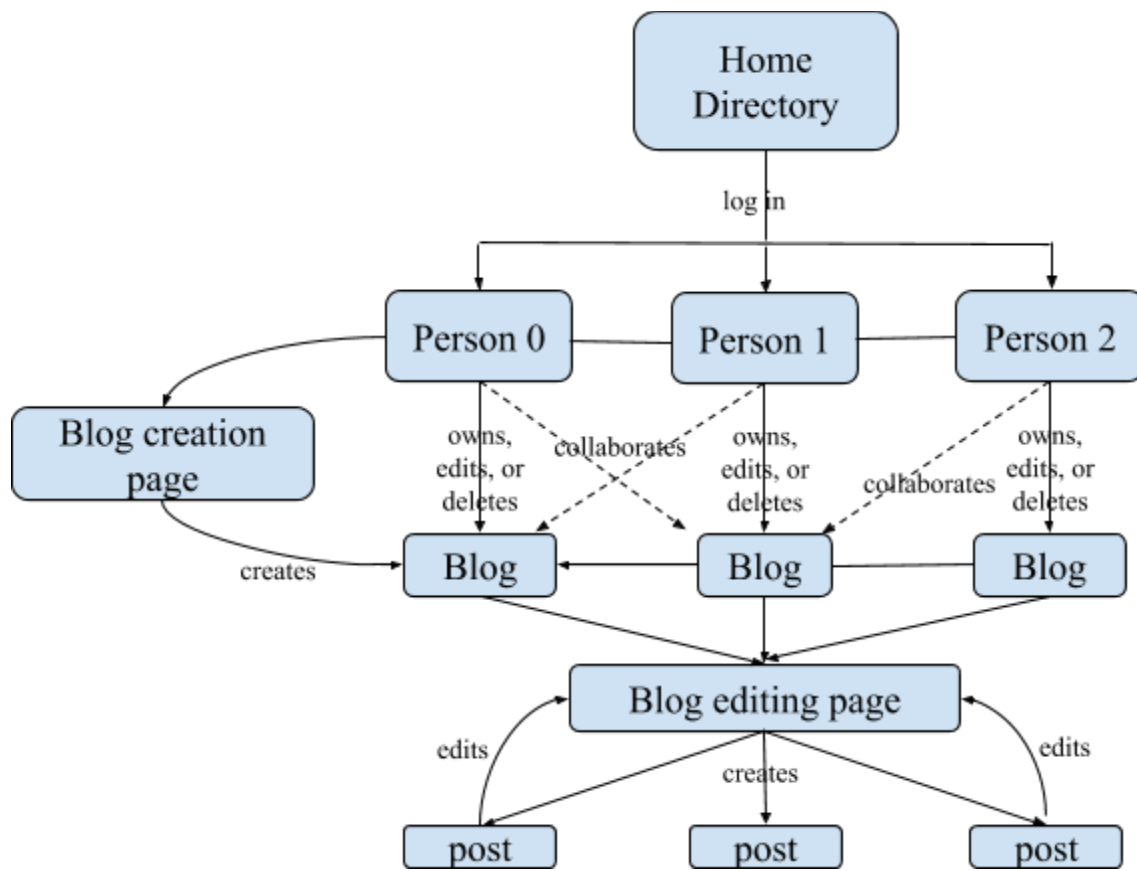 Home
Directory
log in
Person 0
Person 1
Person 2
Blog creation
page
owns,
edits, or
deletes
collaborates
owns,
edits, or
deletes
collaborates
owns,
edits, or
deletes
creates
Blog
Blog
Blog
Blog editing page
edits
creates
edits
post
post
post